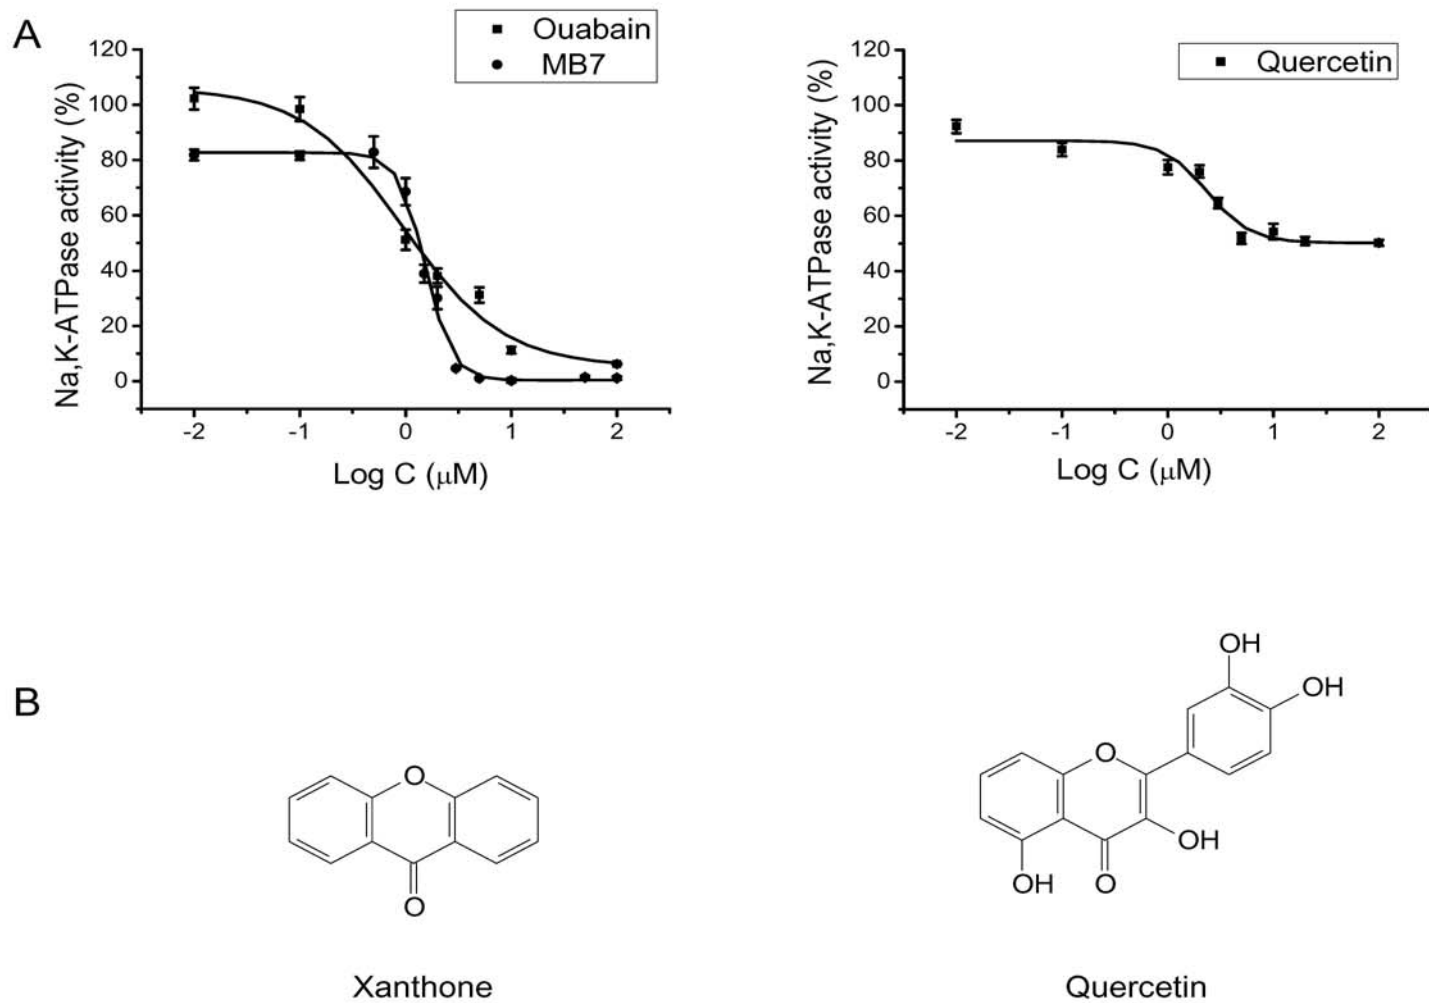 A
Ouabain
MB7
Na,K-ATPase activity (%)
120
100
80
60
40
20
0
-2 -1 0 1 2
Log C (μM)
Quercetin
Na,K-ATPase activity (%)
120
100
80
60
40
20
0
-2 -1 0 1 2
Log C (μM)
B
O
O
Xanthone
OH
OH
O
OH
OH O
Quercetin